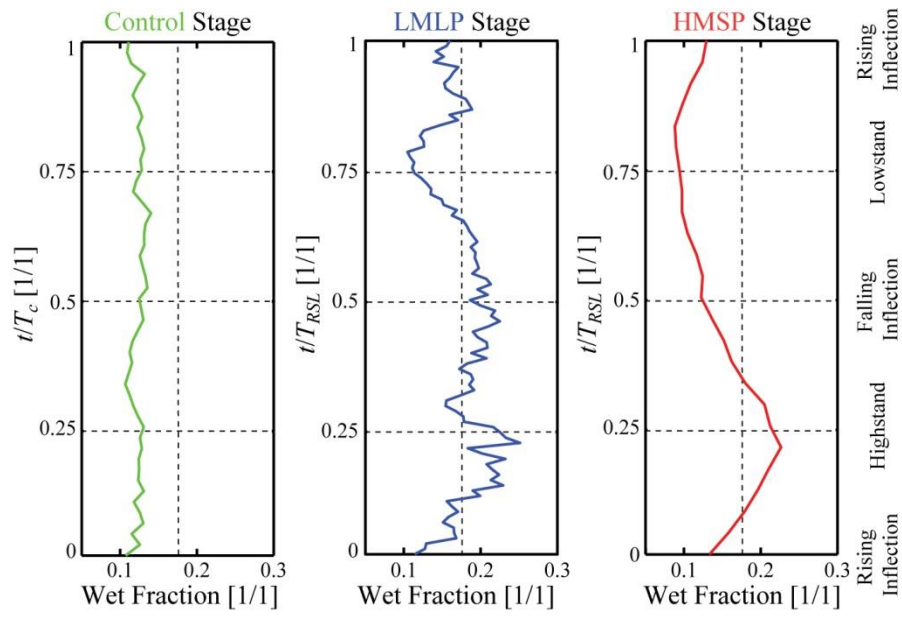 Control Stage
LMLP Stage
HMSP Stage
1
0.75
0.5
0.25
0
t/Tc [1/1]
0.1
0.2
0.3
Wet Fraction [1/1]
1
0.75
0.5
0.25
0
t/TRSL [1/1]
0.1
0.2
0.3
Wet Fraction [1/1]
1
0.75
0.5
0.25
0
t/TRSL [1/1]
0.1
0.2
0.3
Wet Fraction [1/1]
Rising
Inflection
Lowstand
Falling
Inflection
Highstand
Rising
Inflection